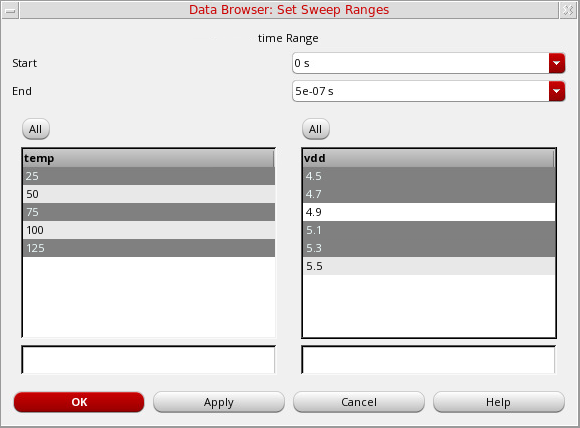 Data Browser: Set Sweep Ranges
time Range
Start
0 s
End
5e-07 s
All
All
temp
25
50
75
100
125
vdd
4.5
4.7
4.9
5.1
5.3
5.5
OK
Apply
Cancel
Help